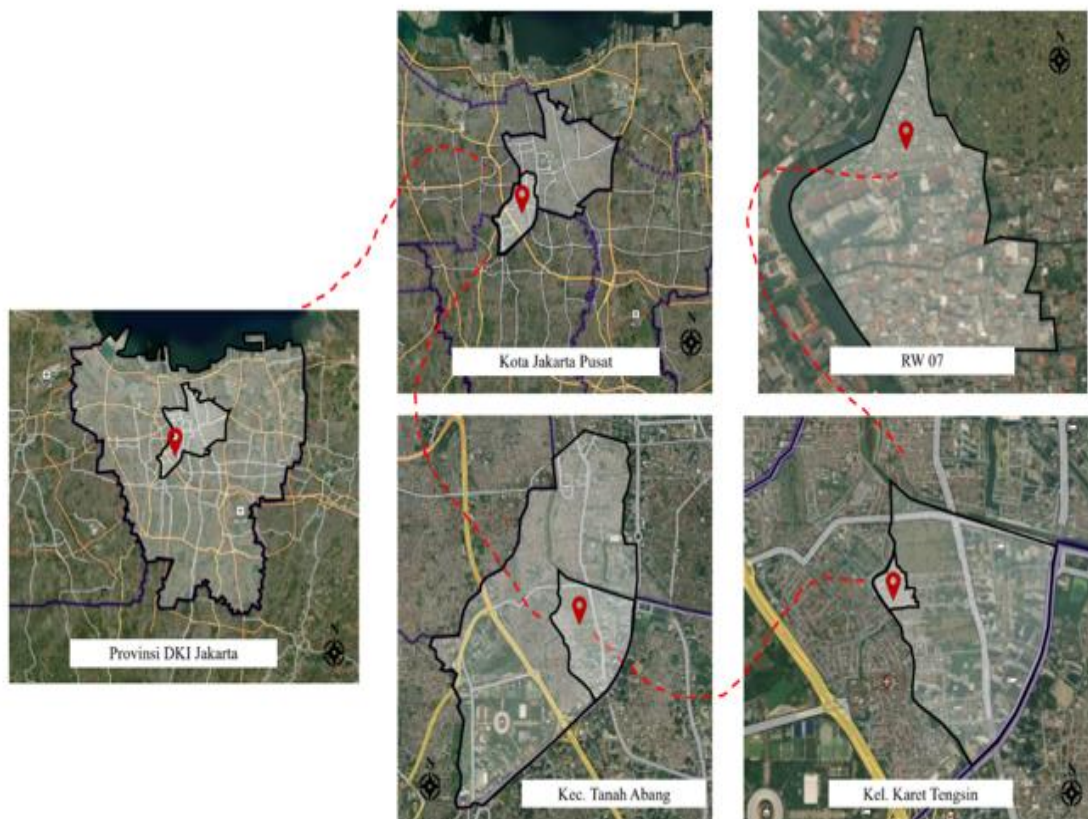 Provinsi DKI Jakarta
Kota Jakarta Pusat
Kec. Tanah Abang
Kel. Karet Tengsin
RW 07